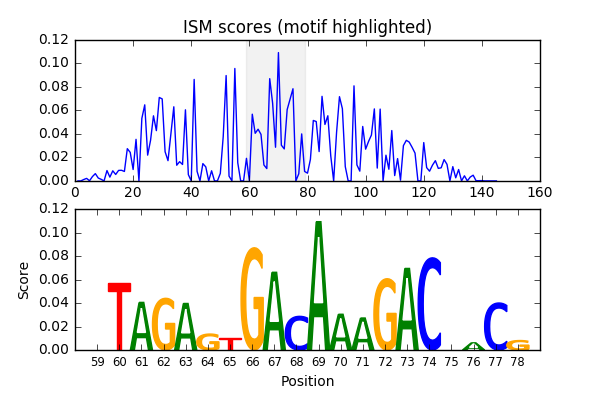 ISM scores (motif highlighted)
0.12
0.10
0.08
0.06
0.04
0.02
0.00
0 20 40 60 80 100 120 140 160
0.12
0.10
0.08
0.06
0.04
0.02
0.00
Score
TAGAGTGACAAAGACACG
59 60 61 62 63 64 65 66 67 68 69 70 71 72 73 74 75 76 77 78
Position